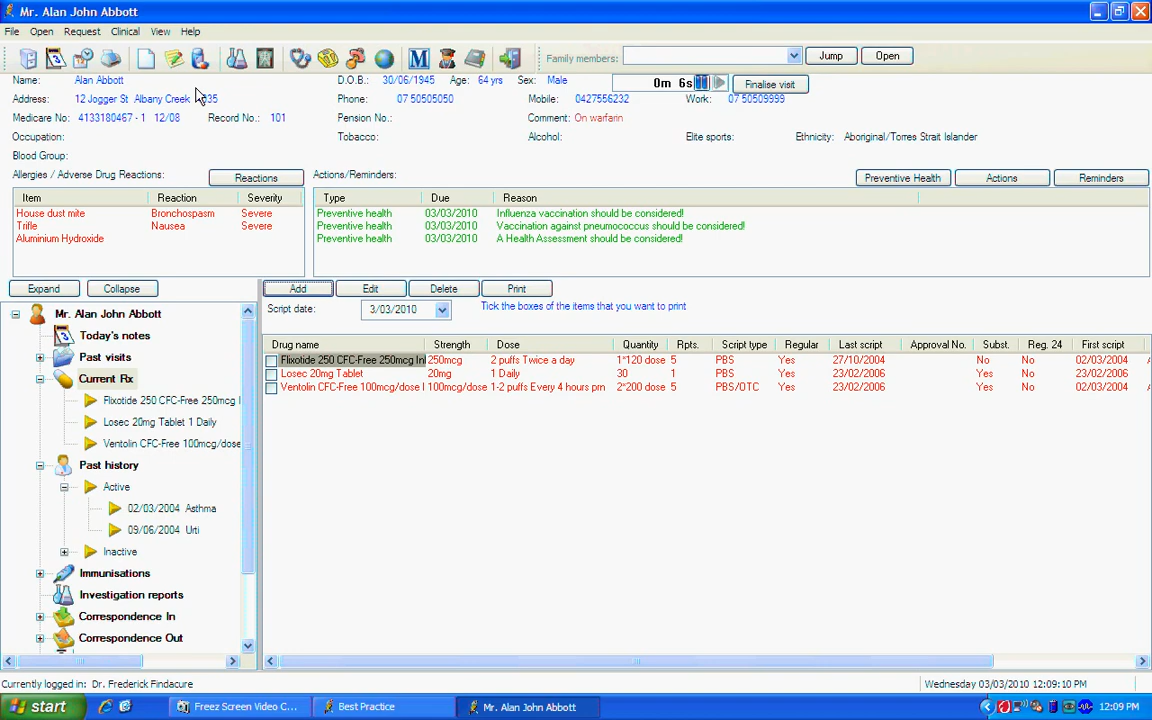 Mr. Alan John Abbott
File Open Request Clinical View Help
Family members: Jump Open
Name: Alan Abbott D.O.B.: 30/06/1945 Age: 64 yrs Sex: Male 0m 6s Finalise visit
Address: 12 Jogger St Albany Creek 35 Phone: 07 50505050 Mobile: 0427556232 Work: 07 50509999
Medicare No: 4133180467 - 1 12/08 Record No.: 101 Pension No.: Comment: On warfarin
Occupation: Tobacco: Alcohol: Elite sports: Ethnicity: Aboriginal/Torres Strait Islander
Blood Group:
Allergies / Adverse Drug Reactions: Reactions Actions/Reminders: Preventive Health Actions Reminders
Item Reaction Severity Type Due Reason
House dust mite Bronchospasm Severe Preventive health 03/03/2010 Influenza vaccination should be considered!
Trifle Nausea Severe Preventive health 03/03/2010 Vaccination against pneumococcus should be considered!
Aluminium Hydroxide Preventive health 03/03/2010 A Health Assessment should be considered!
Expand Collapse Add Edit Delete Print
Script date: 3/03/2010 Tick the boxes of the items that you want to print
Drug name Strength Dose Quantity Rpts. Script type Regular Last script Approval No. Subst. Reg. 24 First script
Flixotide 250 CFC-Free 250mcg Inl 250mcg 2 puffs Twice a day 1*120 dose 5 PBS Yes 27/10/2004 No No 02/03/2004
Losec 20mg Tablet 20mg 1 Daily 30 1 PBS Yes 23/02/2006 Yes No 23/02/2006
Ventolin CFC-Free 100mcg/dose I 100mcg/dose 1-2 puffs Every 4 hours prn 2*200 dose 5 PBS/OTC Yes 23/02/2006 Yes No 02/03/2004
Mr. Alan John Abbott
Today's notes
Past visits
Current Rx
Flixotide 250 CFC-Free 250mcg I
Losec 20mg Tablet 1 Daily
Ventolin CFC-Free 100mcg/dose
Past history
Active
02/03/2004 Asthma
09/06/2004 Urti
Inactive
Immunisations
Investigation reports
Correspondence In
Correspondence Out
Currently logged in: Dr. Frederick Findacure Wednesday 03/03/2010 12:09:10 PM
start Freez Screen Video C... Best Practice Mr. Alan John Abbott 12:09 PM